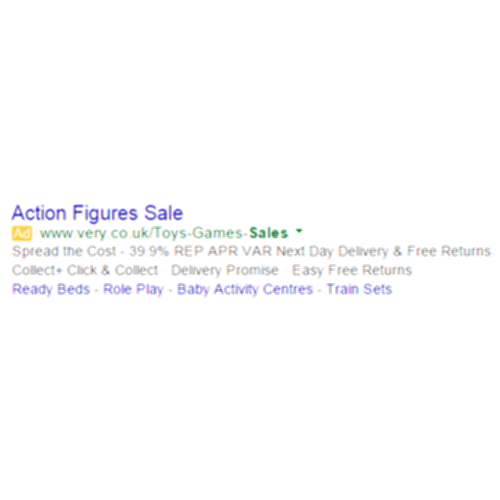 Action Figures Sale
Ad www.very.co.uk/Toys-Games-Sales
Spread the Cost - 39.9% REP APR VAR Next Day Delivery & Free Returns
Collect+ Click & Collect · Delivery Promise · Easy Free Returns
Ready Beds - Role Play - Baby Activity Centres - Train Sets